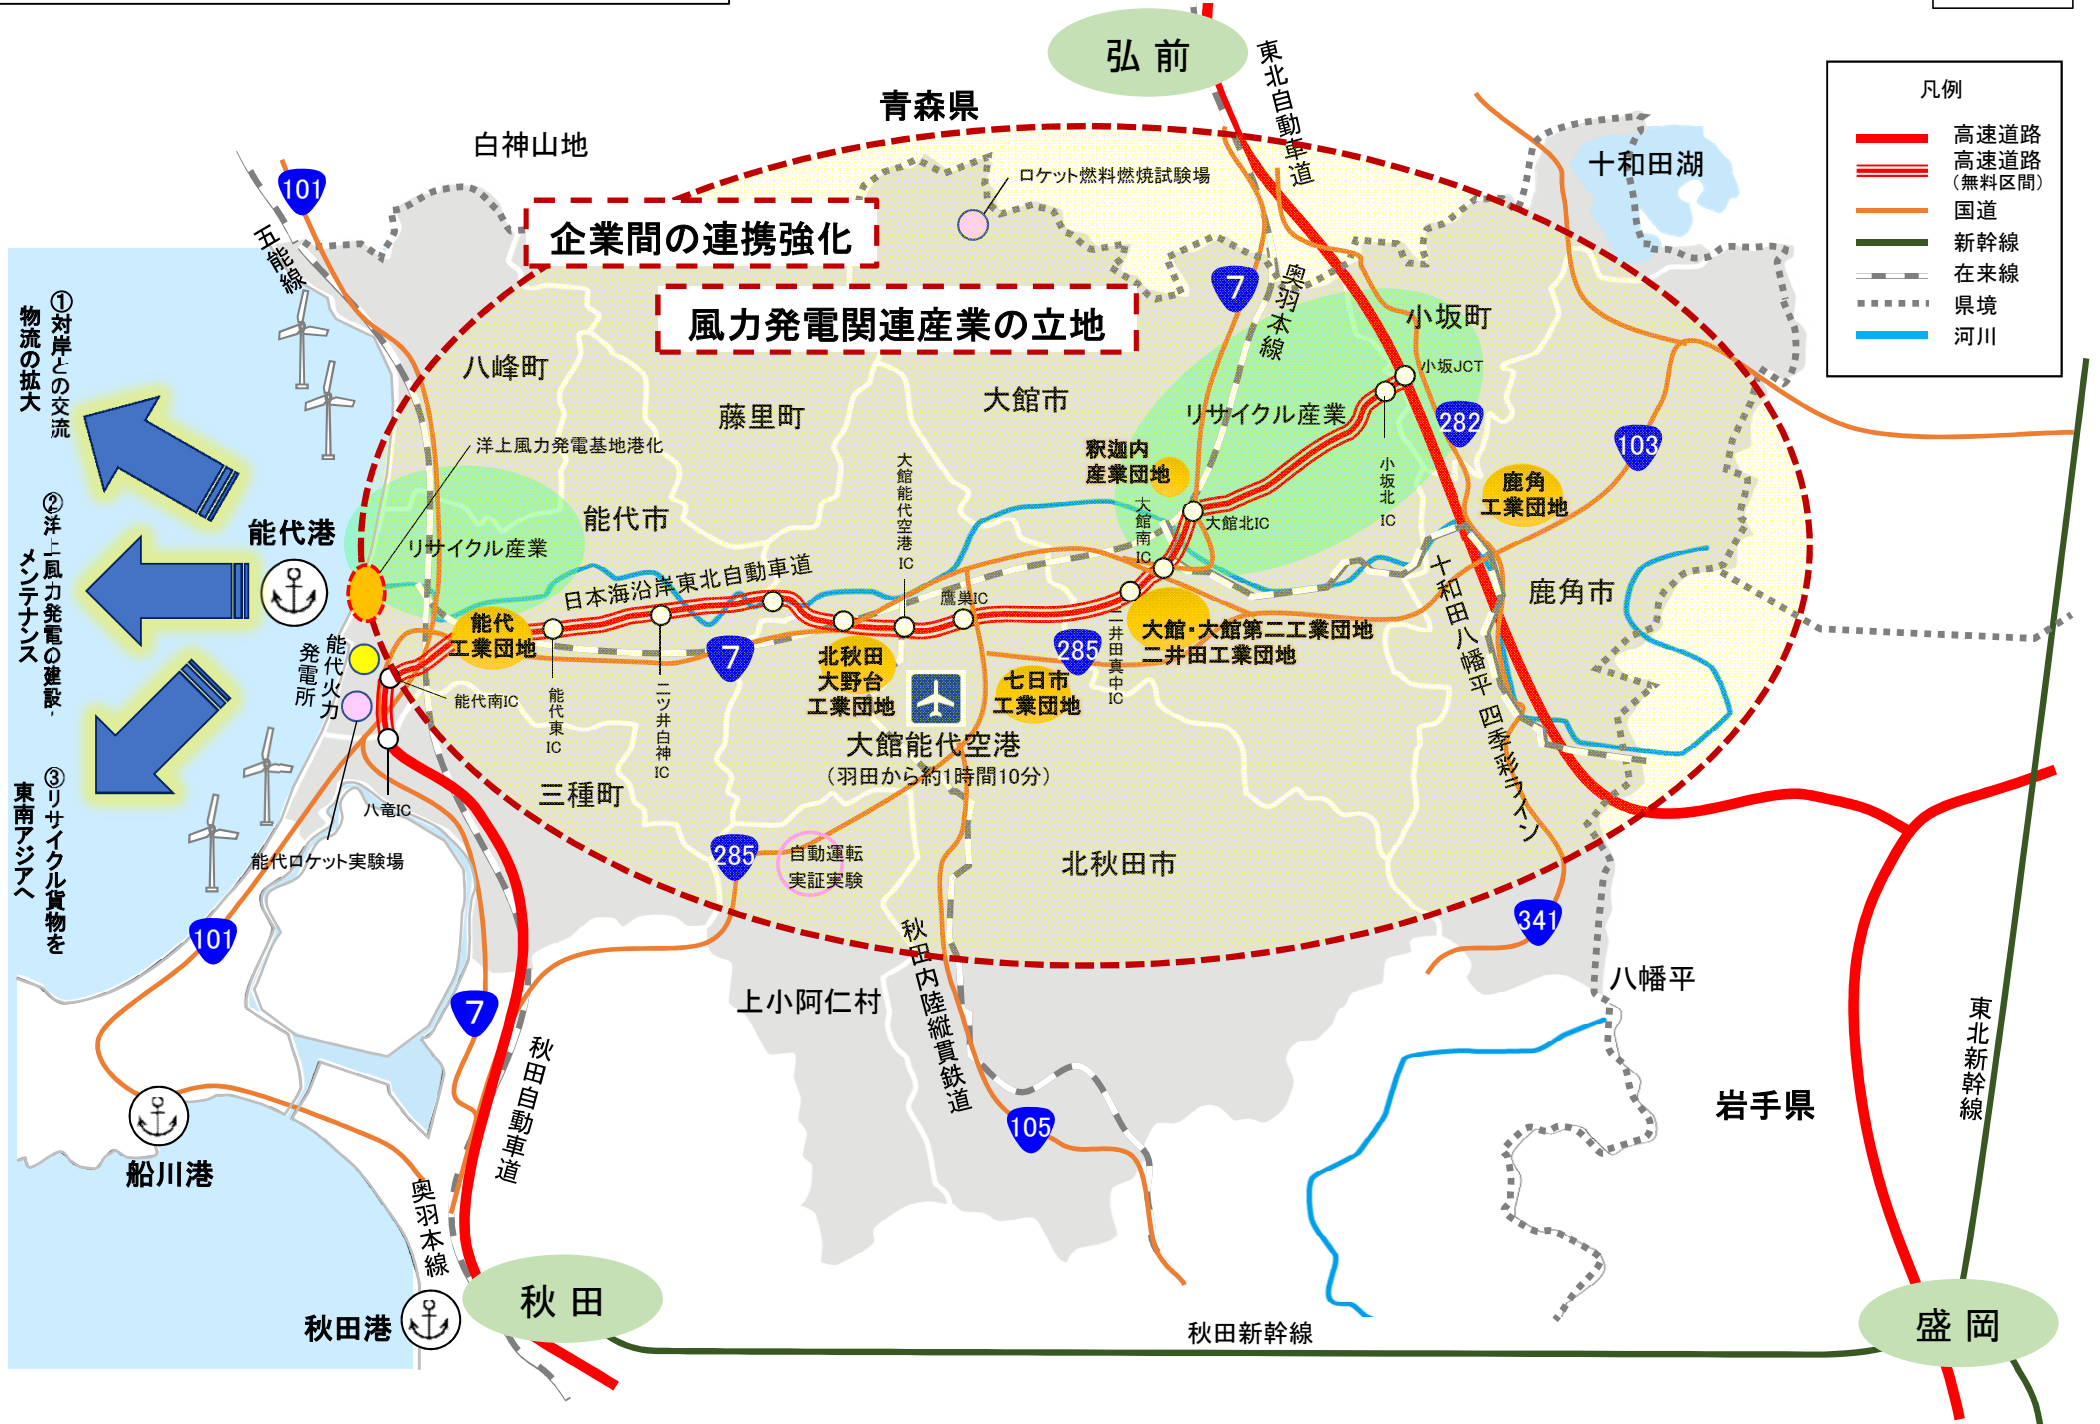 弘 前
東北自動車道
青森県
白神山地
凡例
高速道路
高速道路
（無料区間）
国道
新幹線
在来線
県境
河川
十和田湖
ロケット燃料燃焼試験場
101
五能線
企業間の連携強化
風力発電関連産業の立地
7
奥羽本線
小坂町
小坂JCT
①対岸との交流
物流の拡大
八峰町
藤里町
大館市
リサイクル産業
282
103
洋上風力発電基地港化
釈迦内
産業団地
大館能代空港IC
小坂北IC
鹿角
工業団地
②洋上風力発電の建設，
メンテナンス
能代港
能代市
リサイクル産業
大館南IC
大館北IC
日本海沿岸東北自動車道
鷹巣IC
十和田八幡平 四季彩ライン
鹿角市
能代
工業団地
能代火力
発電所
7
285
二井田真中IC
大館・大館第二工業団地
二井田工業団地
北秋田
大野台
工業団地
七日市
工業団地
能代南IC
能代東IC
二ツ井白神IC
大館能代空港
（羽田から約1時間10分）
③リサイクル貨物を
東南アジアへ
三種町
八竜IC
能代ロケット実験場
285
自動運転
実証実験
北秋田市
101
341
秋田内陸縦貫鉄道
八幡平
7
上小阿仁村
東北新幹線
秋田自動車道
105
岩手県
船川港
奥羽本線
秋 田
秋田港
秋田新幹線
盛 岡